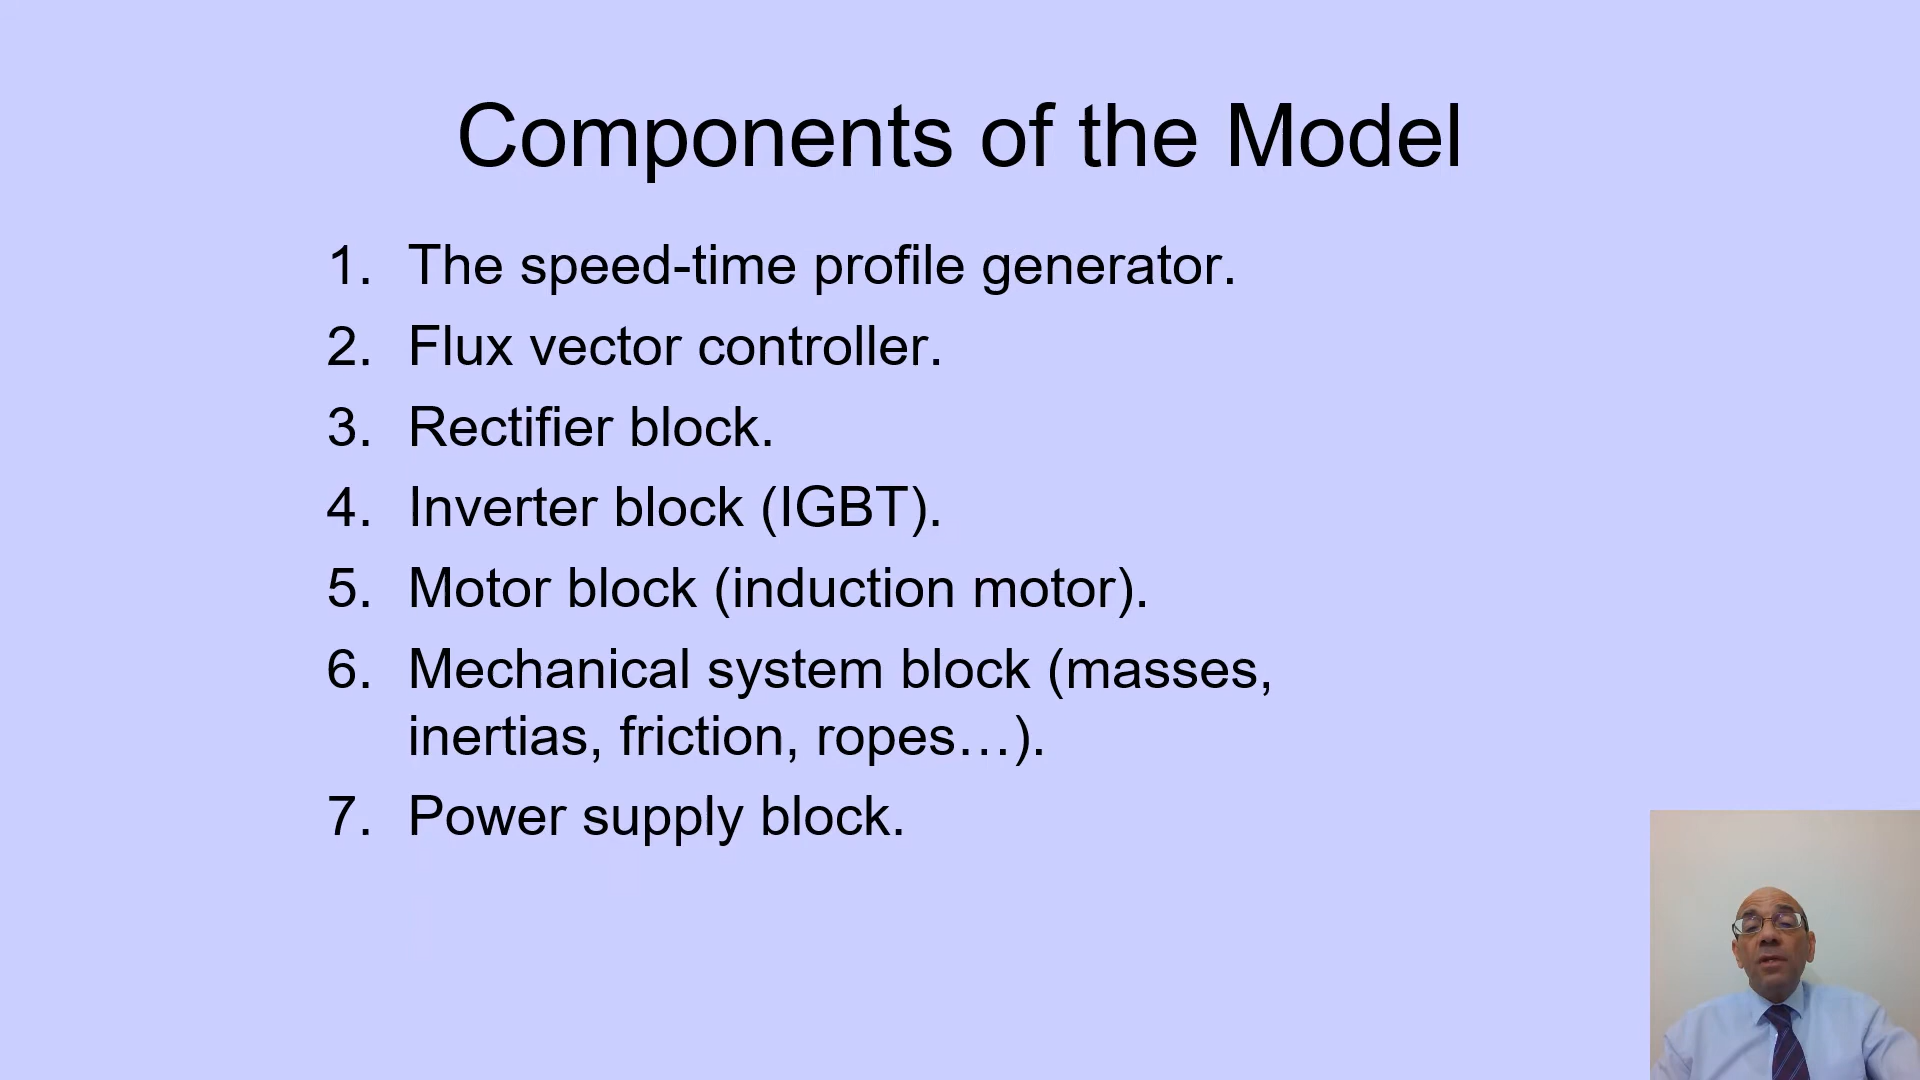 Components of the Model
1. The speed-time profile generator.
2. Flux vector controller.
3. Rectifier block.
4. Inverter block (IGBT).
5. Motor block (induction motor).
6. Mechanical system block (masses,
inertias, friction, ropes…).
7. Power supply block.